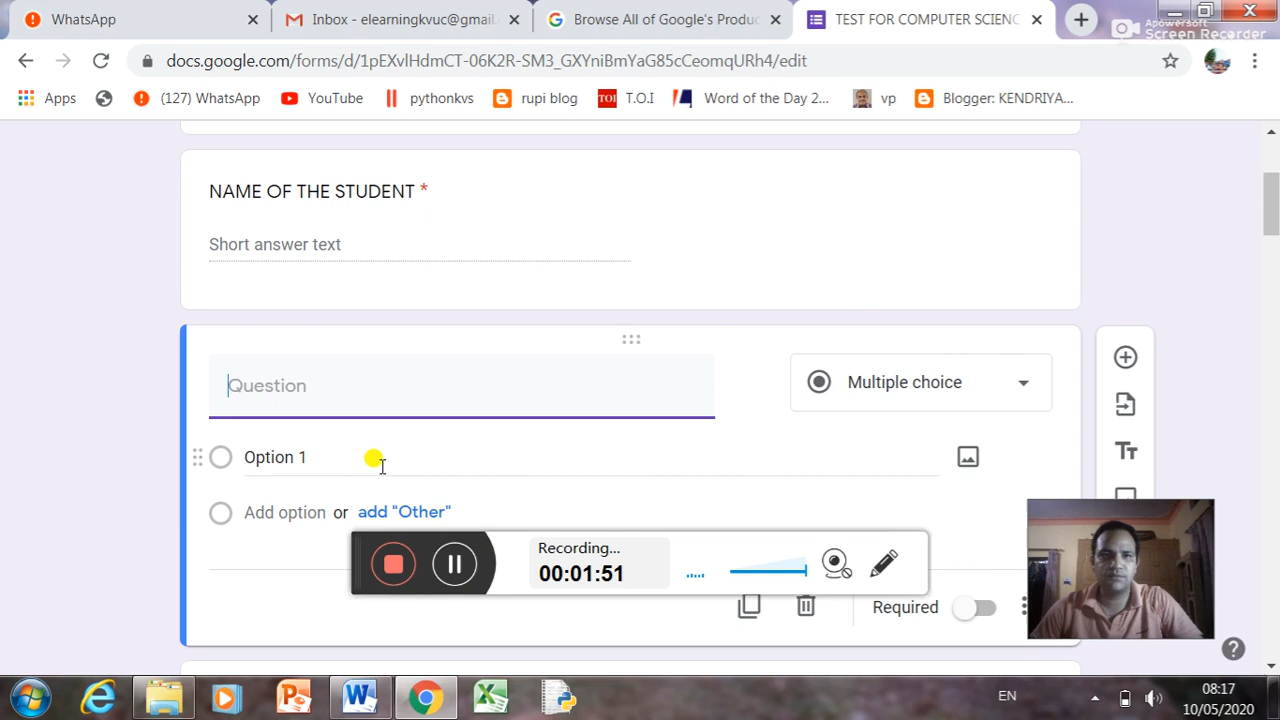 WhatsApp
Inbox - elearningkvuc@gmail.
Browse All of Google's Produc
TEST FOR COMPUTER SCIENC
Apowersoft
Screen Recorder
docs.google.com/forms/d/1pEXvlHdmCT-06K2R-SM3_GXYniBmYaG85cCeomqURh4/edit
Apps
(127) WhatsApp
YouTube
pythonkvs
rupi blog
TOI
T.O.I
Word of the Day 2...
vp
Blogger: KENDRIYA...
NAME OF THE STUDENT *
Short answer text
Question
Multiple choice
Option 1
Add option or add "Other"
Recording...
00:01:51
Required
EN
08:17
10/05/2020